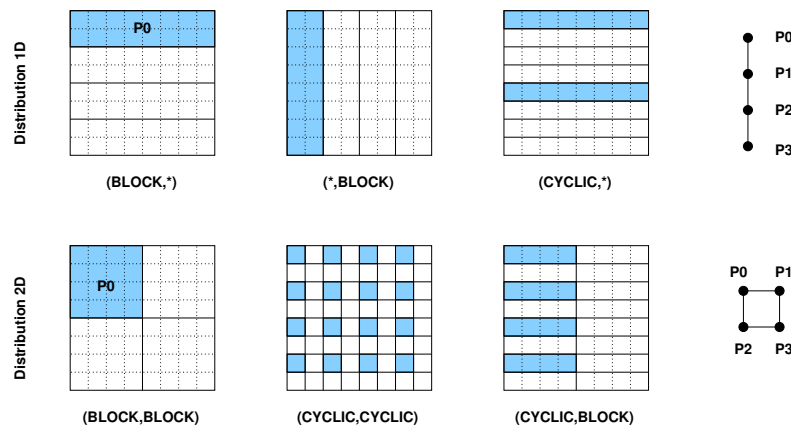 Distribution 1D
P0
(BLOCK,*)
(*,BLOCK)
(CYCLIC,*)
P0
P1
P2
P3
Distribution 2D
P0
(BLOCK,BLOCK)
(CYCLIC,CYCLIC)
(CYCLIC,BLOCK)
P0 P1
P2 P3